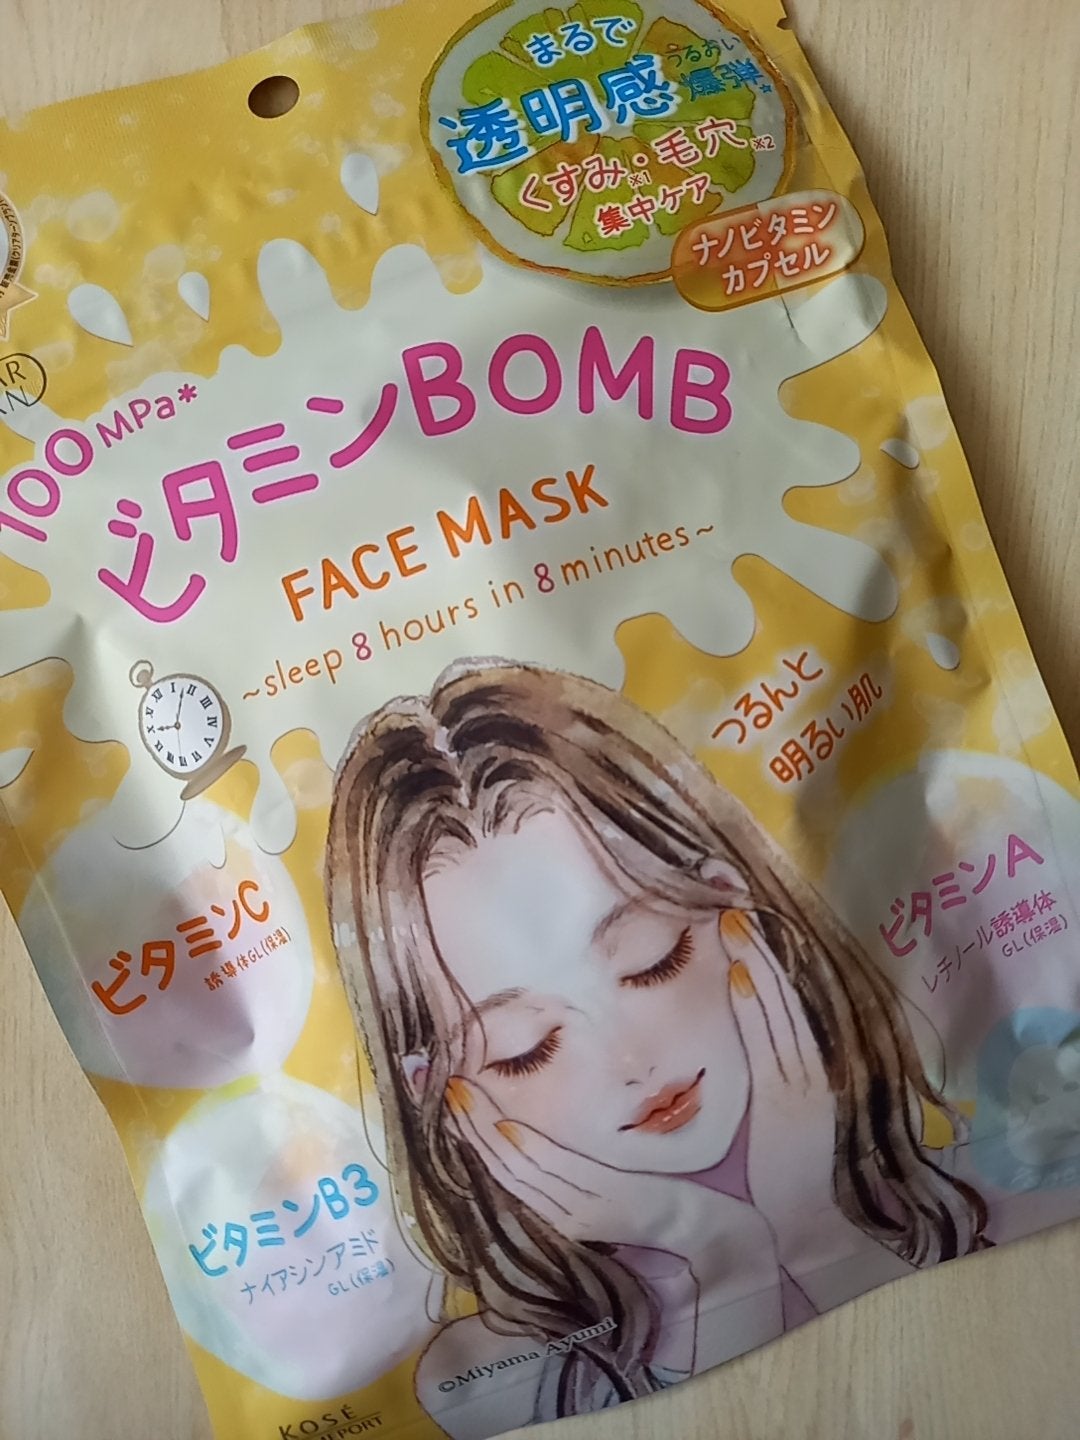 まるで
透明感
うるおい
爆弾☆
くすみ※1・毛穴※2
集中ケア
ナノビタミン
カプセル
100MPa*
ビタミンBOMB
FACE MASK
~sleep 8 hours in 8 minutes~
つるんと
明るい肌
ビタミンC
誘導体GL(保湿)
ビタミンA
レチノール誘導体
GL(保湿)
ビタミンB3
ナイアシンアミド
GL(保湿)
©Miyama Ayumi
KOSÉ